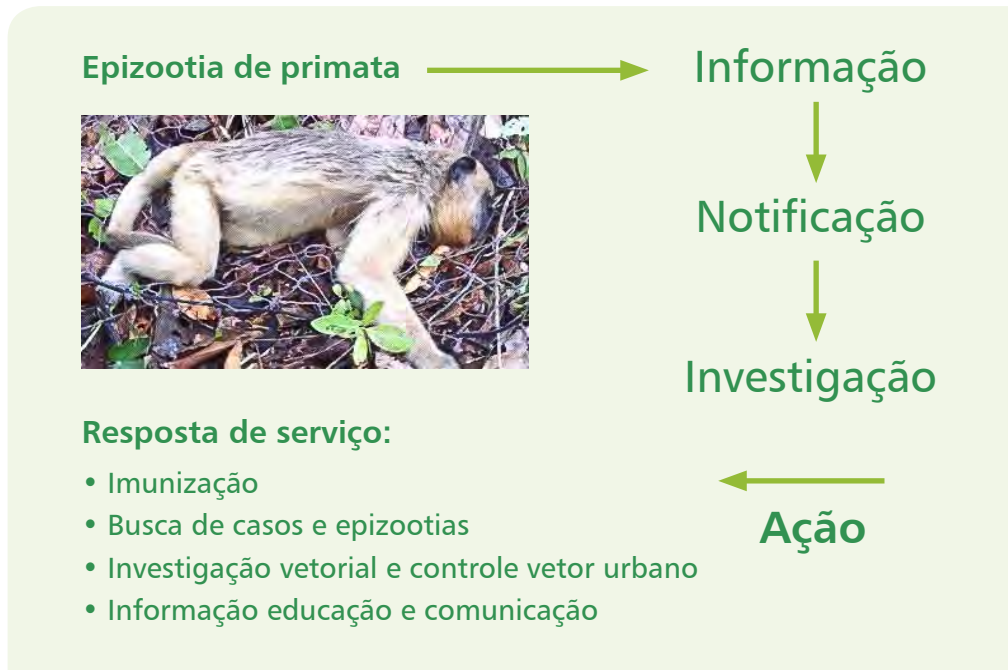 Epizootia de primata
Informação
Notificação
Investigação
Ação
Resposta de serviço:
• Imunização
• Busca de casos e epizootias
• Investigação vetorial e controle vetor urbano
• Informação educação e comunicação